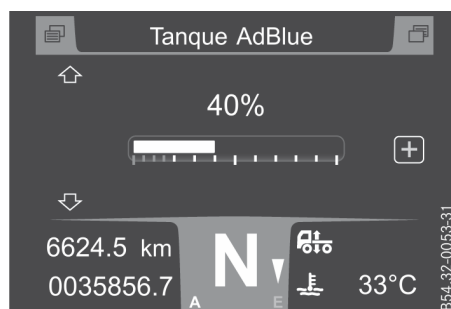 Tanque AdBlue
40%
6624.5 km
0035856.7
N
A
E
33°C
B54.32-0053-31